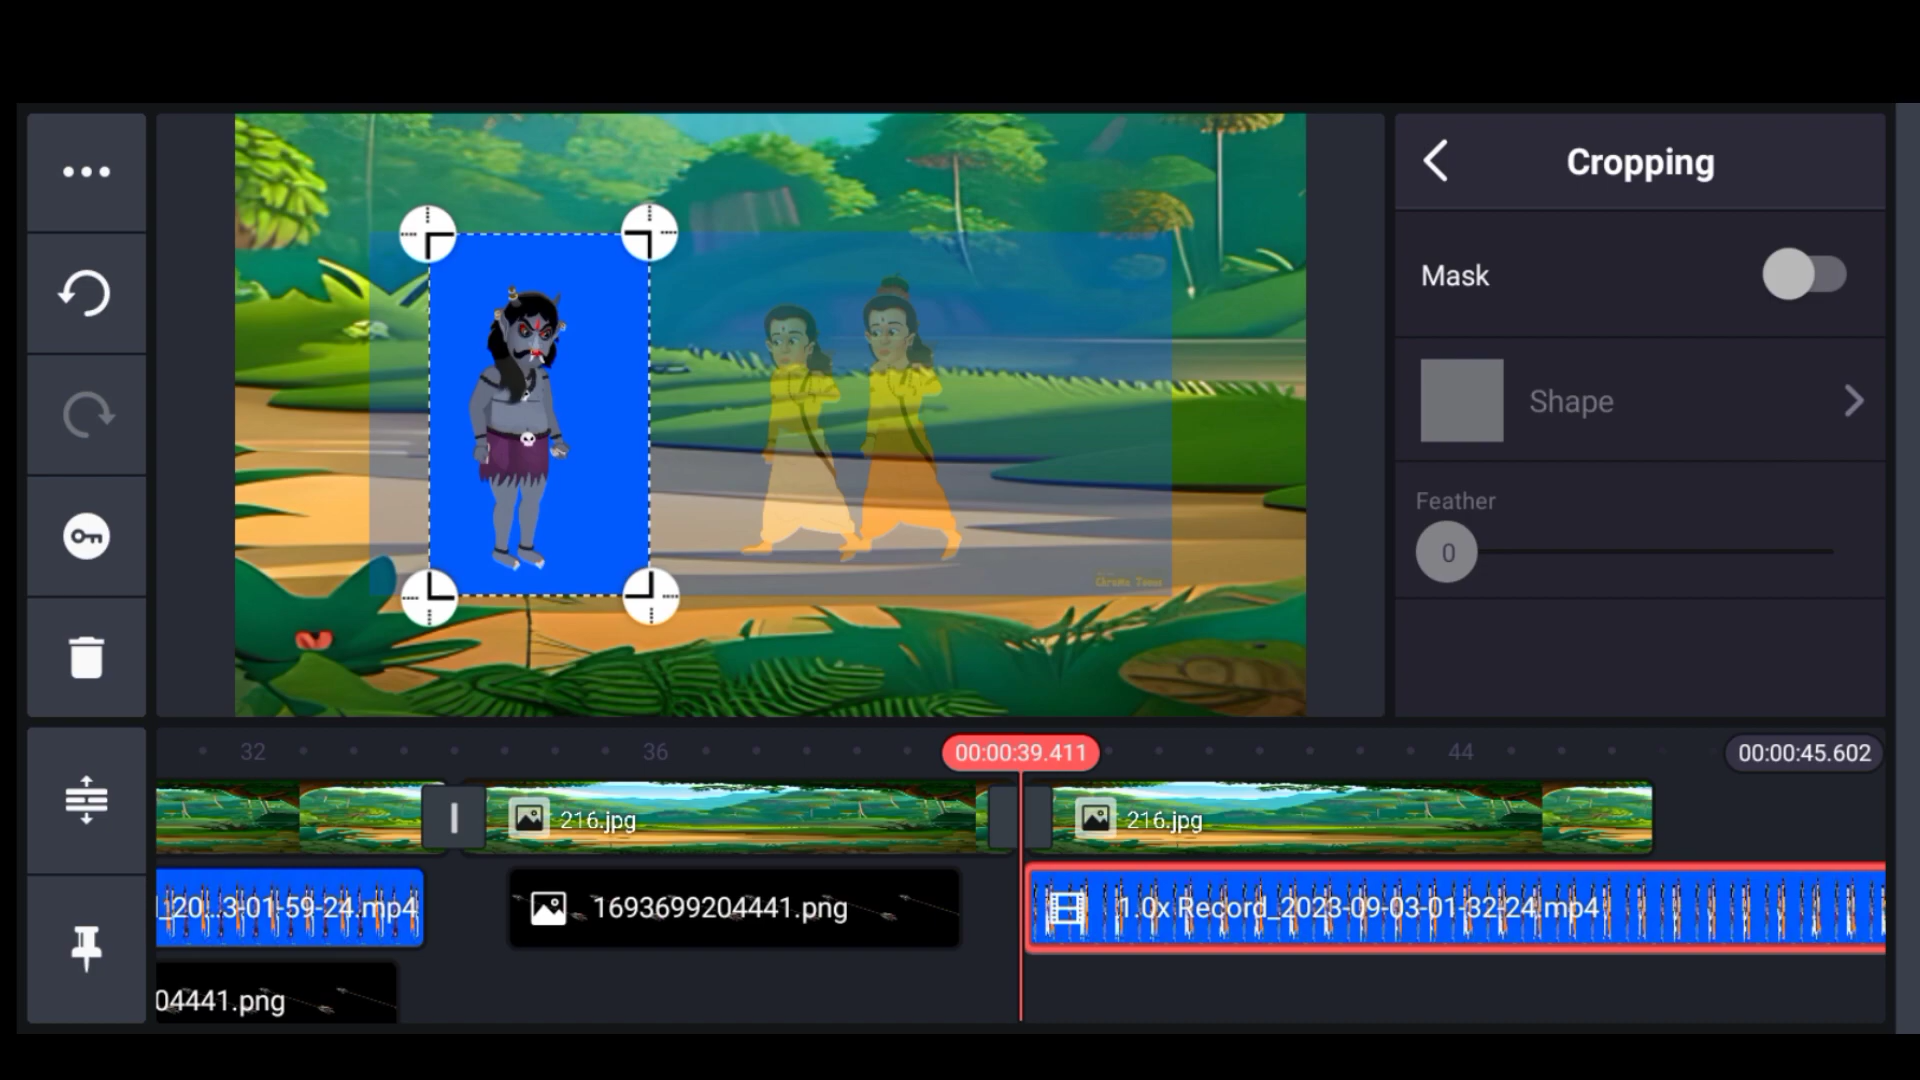 Cropping
Mask
Shape
Feather
0
Chroma Toons
32
36
00:00:39.411
44
00:00:45.602
216.jpg
216.jpg
_20...3-01-59-24.mp4
1693699204441.png
1.0x Record_2023-09-03-01-32-24.mp4
04441.png